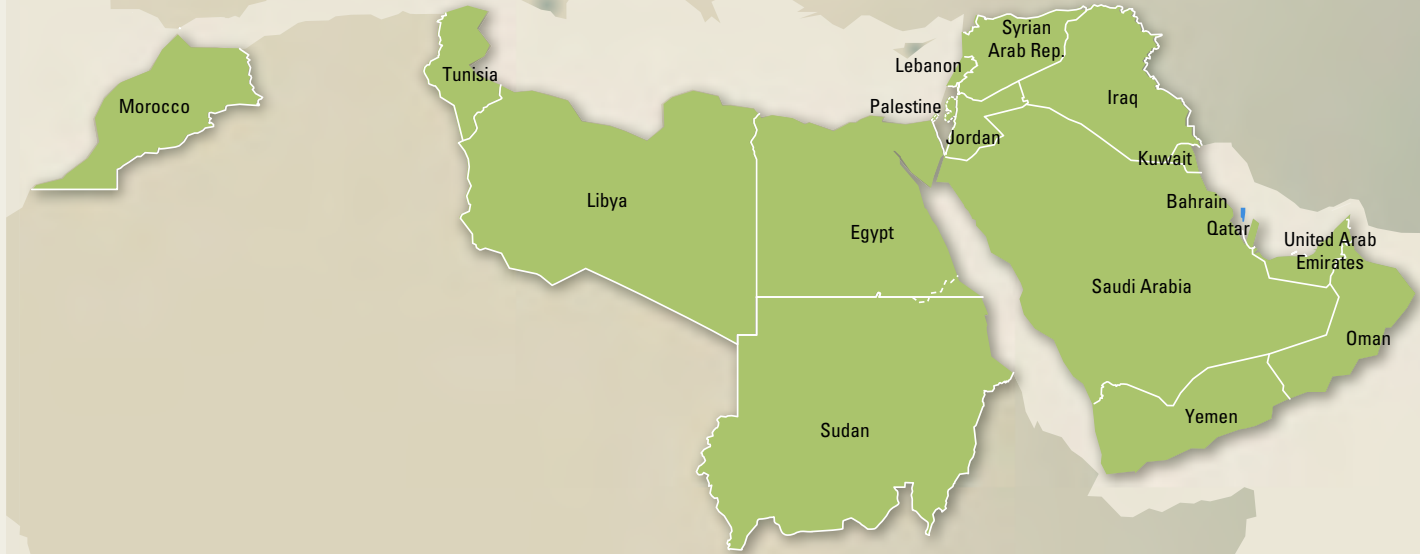 Syrian
Arab Rep.
Lebanon
Tunisia
Morocco
Palestine
Iraq
Jordan
Kuwait
Libya
Bahrain
Egypt
Qatar
United Arab
Emirates
Saudi Arabia
Oman
Sudan
Yemen